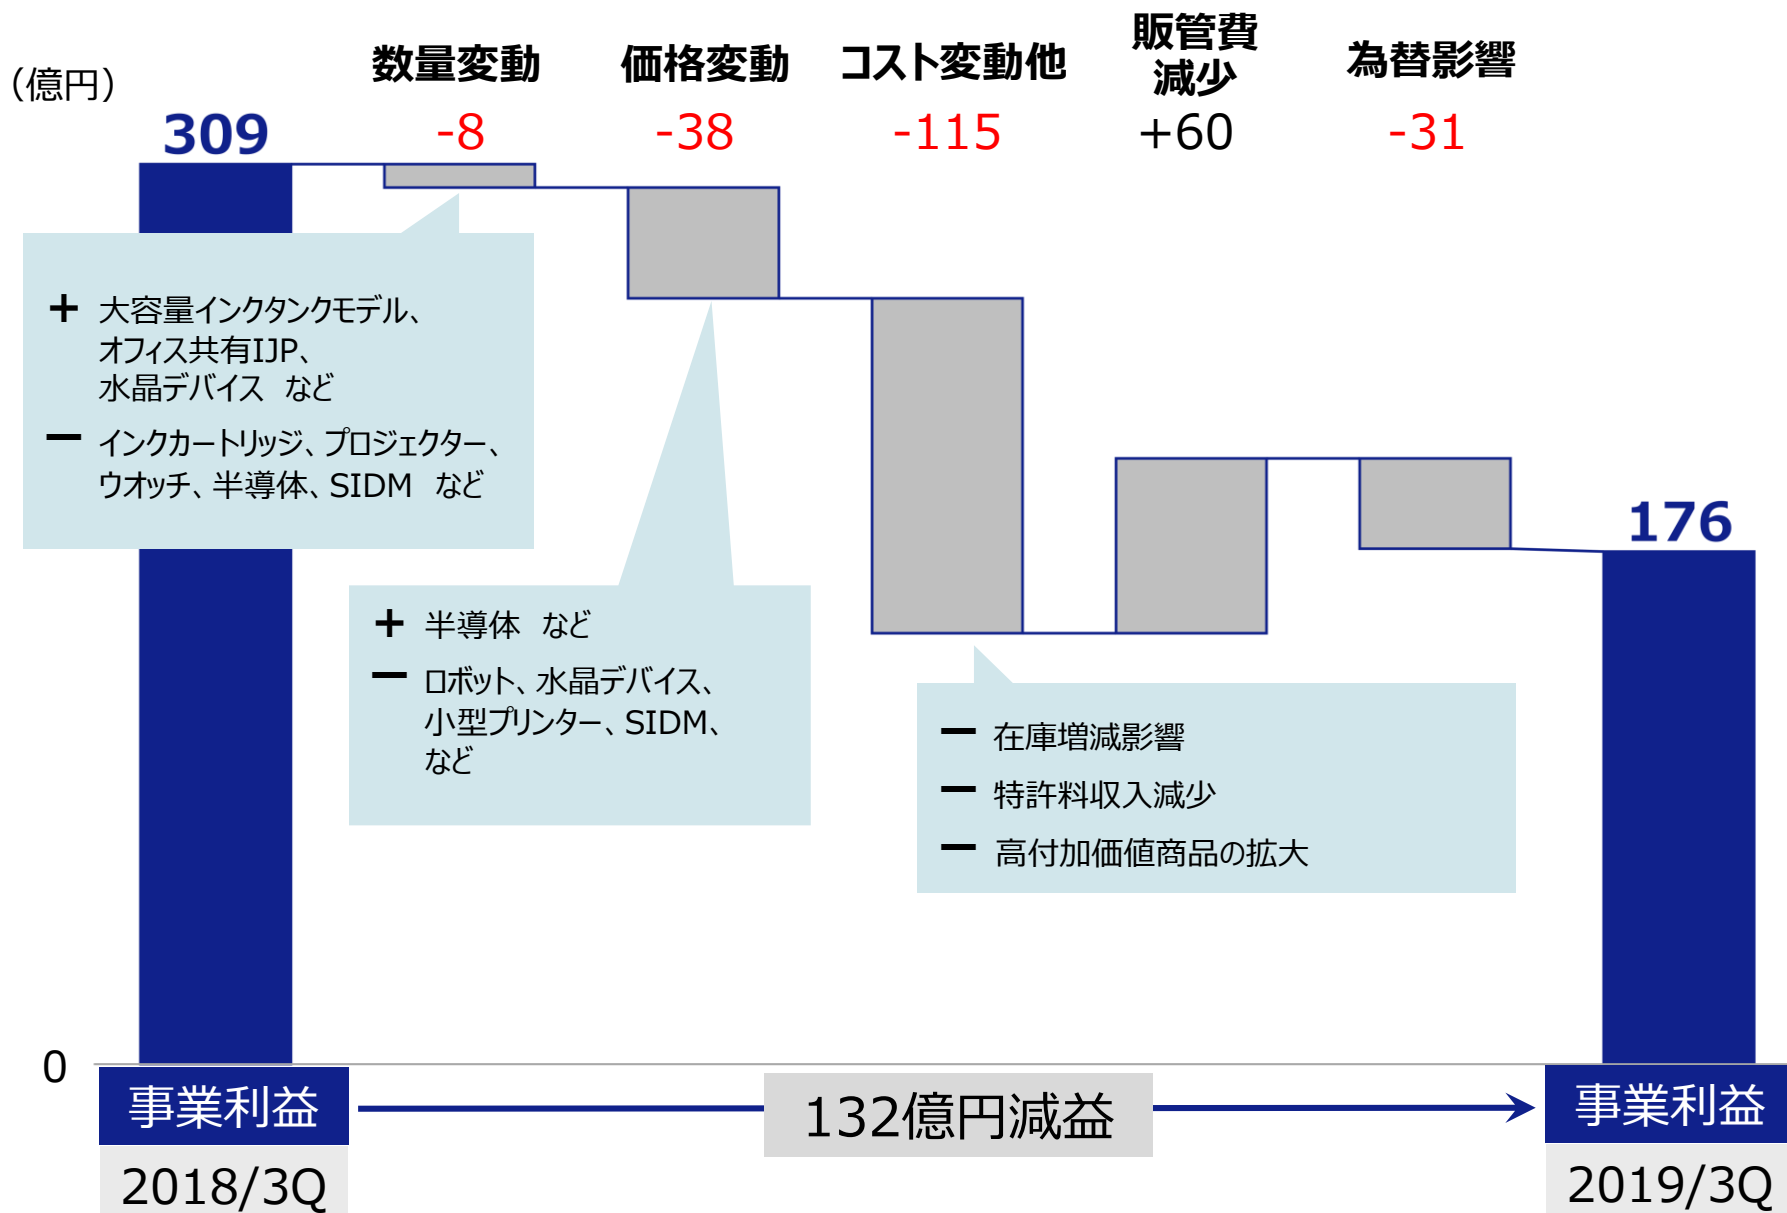 （億円）
数量変動
価格変動
コスト変動他
販管費
減少
為替影響
309
-8
-38
-115
+60
-31
+ 大容量インクタンクモデル、
オフィス共有IJP、
水晶デバイス など
ー インクカートリッジ、プロジェクター、
ウオッチ、半導体、SIDM など
176
+ 半導体 など
ー ロボット、水晶デバイス、
小型プリンター、SIDM、
など
ー 在庫増減影響
ー 特許料収入減少
ー 高付加価値商品の拡大
0
事業利益
132億円減益
事業利益
2018/3Q
2019/3Q